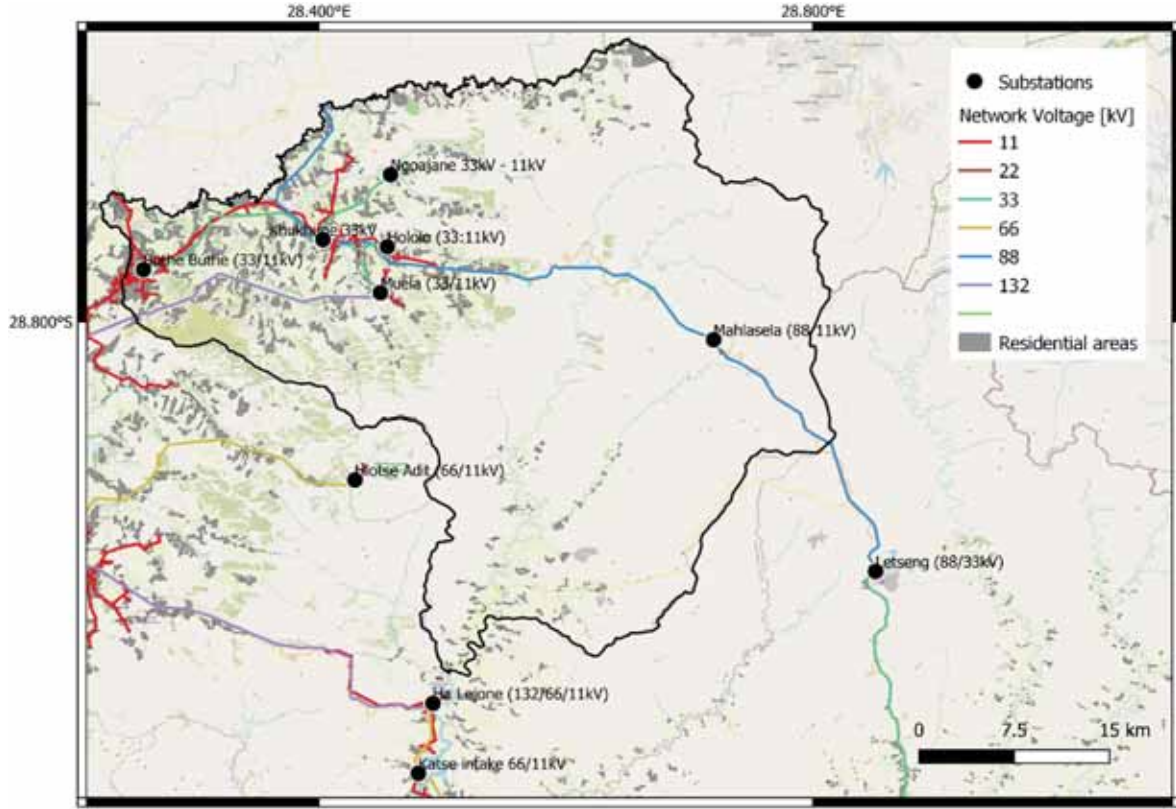 28.400°E
28.800°E
Substations
Network Voltage [kV]
11
22
33
66
88
132
Residential areas
Ngoajane 33kV - 11kV
Khukhune 33kV
Hololo (33:11kV)
Buthe (33/11kV)
Muela (33/11kV)
28.800°S
Mahlasela (88-11kV)
Hlotse Adit (66/11kV)
Letseng (88/33kV)
Ha Lejone (132/66/11kV)
Katse intake 66/11kV
0
7.5
15 km